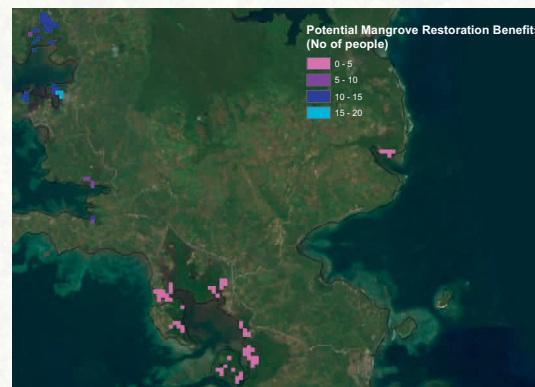 Potential Mangrove Restoration Benefits
(No of people)
0 - 5
5 - 10
10 - 15
15 - 20